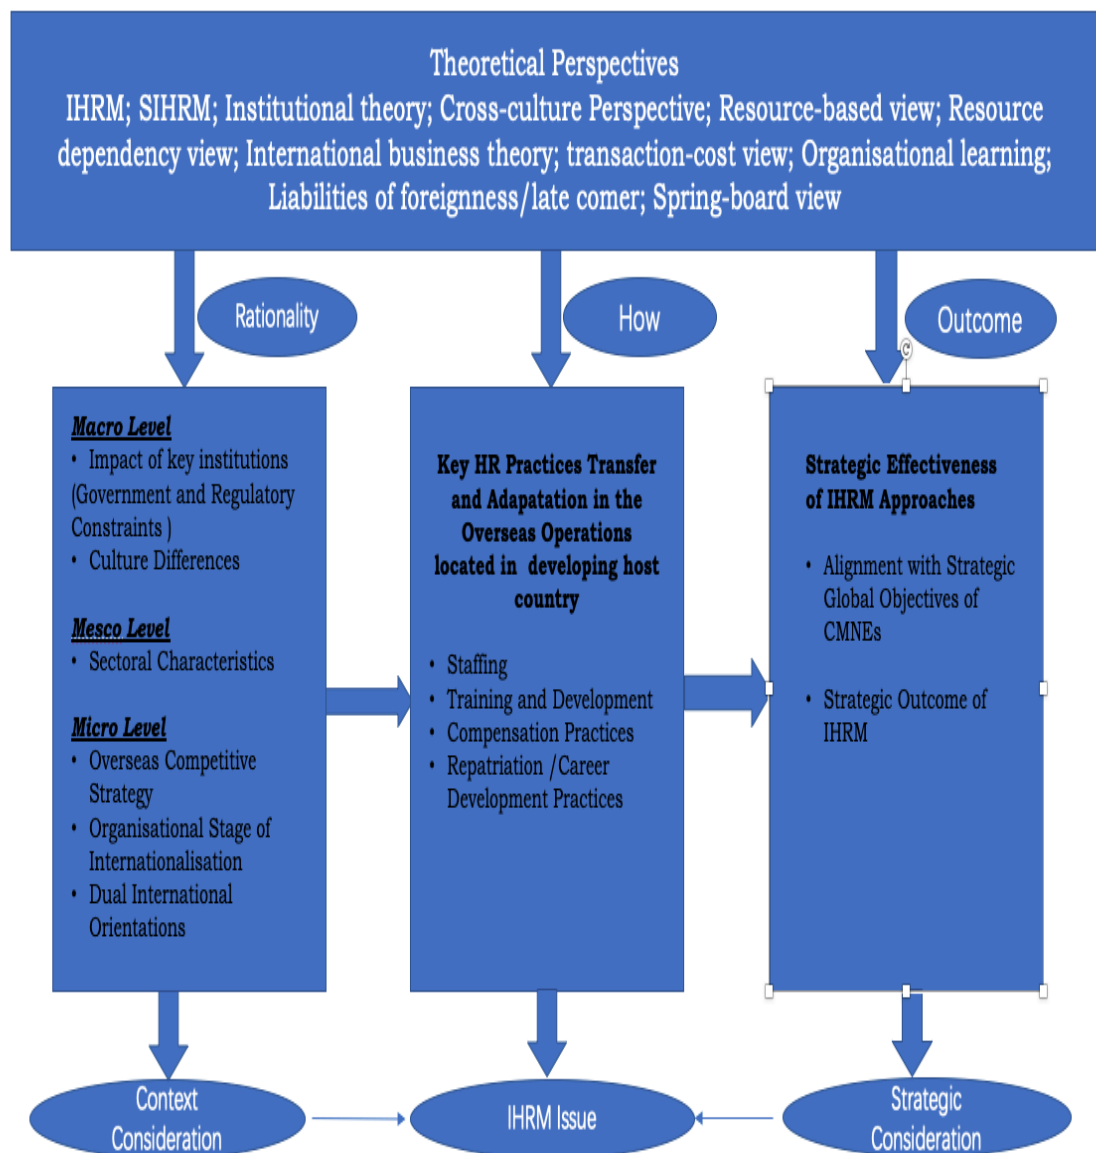 Theoretical Perspectives
IHRM; SIHRM; Institutional theory; Cross-culture Perspective; Resource-based view; Resource
dependency view; International business theory; transaction-cost view; Organisational learning;
Liabilities of foreignness/late comer; Spring-board view
Rationality
How
Outcome
Macro Level
• Impact of key institutions
(Government and Regulatory
Constraints )
• Culture Differences
Mesco Level
• Sectoral Characteristics
Micro Level
• Overseas Competitive
Strategy
• Organisational Stage of
Internationalisation
• Dual International
Orientations
Key HR Practices Transfer
and Adapatation in the
Overseas Operations
located in developing host
country
• Staffing
• Training and Development
• Compensation Practices
• Repatriation /Career
Development Practices
Strategic Effectiveness
of IHRM Approaches
• Alignment with Strategic
Global Objectives of
CMNEs
• Strategic Outcome of
IHRM
Context
Consideration
IHRM Issue
Strategic
Consideration